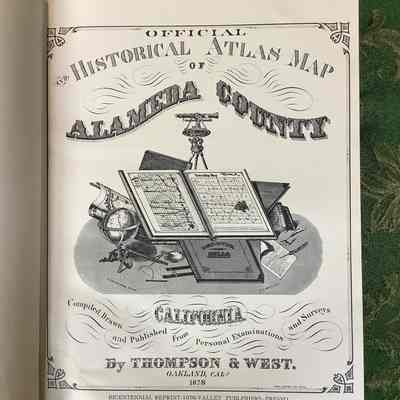 OFFICIAL
& HISTORICAL ATLAS MAP
OF
ALAMEDA COUNTY
CALIFORNIA
Compiled, Drawn and Published From Personal Examinations and Surveys
By THOMPSON & WEST.
OAKLAND, CAL.
1878
BICENTENNIAL REPRINT-1976-VALLEY PUBLISHERS-FRESNO